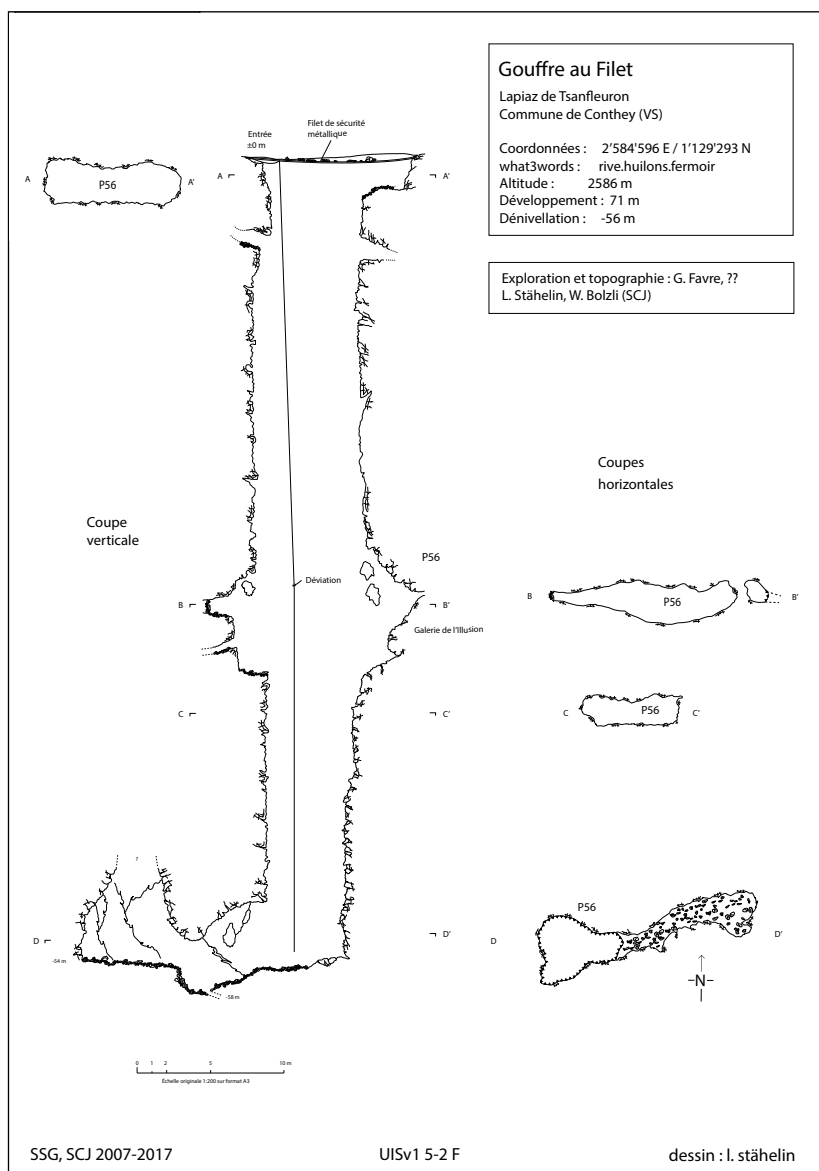 Gouffre au Filet
Lapiaz de Tsanfleuron
Commune de Conthey (VS)
Coordonnées : 2'584'596 E / 1'129'293 N
what3words : rive.huilons.fermoir
Altitude : 2586 m
Développement : 71 m
Dénivellation : -56 m
Exploration et topographie : G. Favre, ??
L. Stähelin, W. Bolzli (SCJ)
Entrée
±0 m
Filet de sécurité
métallique
A
P56
A'
A
A'
Coupes
horizontales
Coupe
verticale
P56
Déviation
B
B'
Galerie de l'Illusion
B
P56
B'
C
C'
C
P56
C'
?
D
D'
-54 m
-58 m
P56
D
D'
N
0 1 2 5 10 m
Échelle originale 1:200 sur format A3
SSG, SCJ 2007-2017
UISv1 5-2 F
dessin : l. stähelin